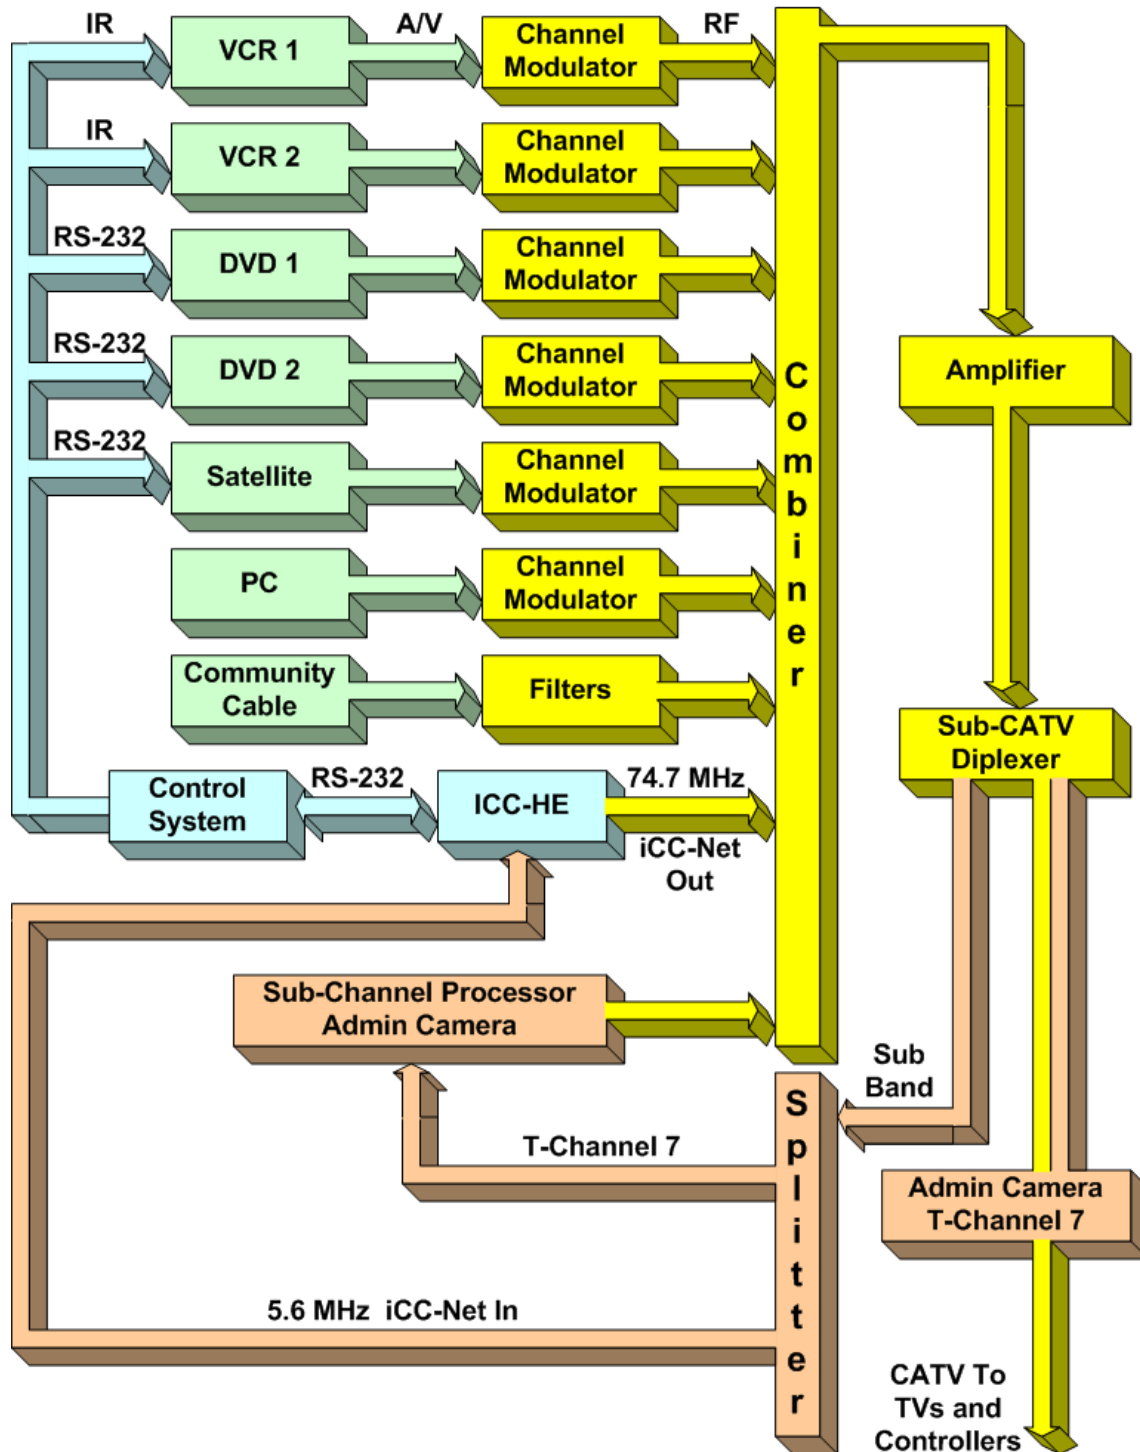 IR
A/V
RF
VCR 1
Channel
Modulator
IR
VCR 2
Channel
Modulator
RS-232
DVD 1
Channel
Modulator
RS-232
DVD 2
Channel
Modulator
Combiner
Amplifier
RS-232
Satellite
Channel
Modulator
PC
Channel
Modulator
Community
Cable
Filters
Sub-CATV
Diplexer
Control
System
RS-232
ICC-HE
74.7 MHz
iCC-Net
Out
Sub-Channel Processor
Admin Camera
Sub
Band
Splitter
T-Channel 7
Admin Camera
T-Channel 7
5.6 MHz iCC-Net In
CATV To
TVs and
Controllers